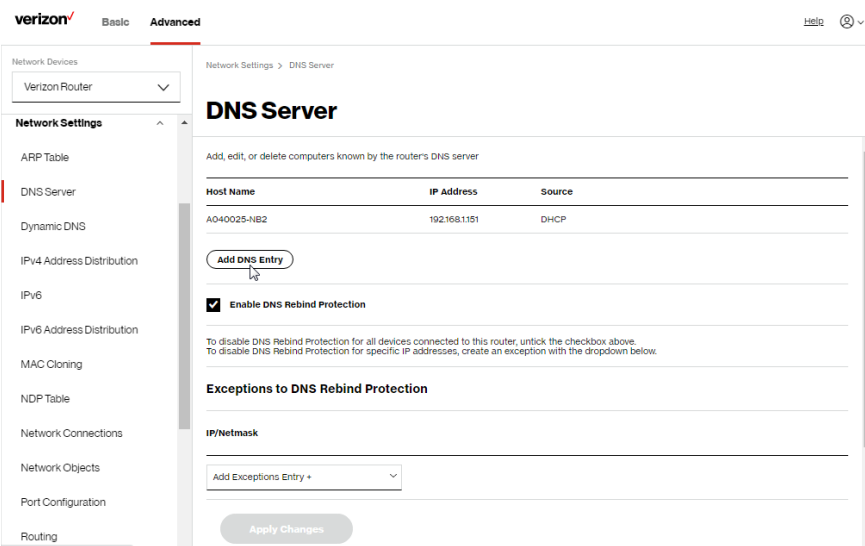 verizon
Basic
Advanced
Help
Network Devices
Verizon Router
Network Settings
ARP Table
DNS Server
Dynamic DNS
IPv4 Address Distribution
IPv6
IPv6 Address Distribution
MAC Cloning
NDP Table
Network Connections
Network Objects
Port Configuration
Routing
Network Settings > DNS Server
DNS Server
Add, edit, or delete computers known by the router's DNS server
Host Name IP Address Source
A040025-NB2 192.168.1.151 DHCP
Add DNS Entry
Enable DNS Rebind Protection
To disable DNS Rebind Protection for all devices connected to this router, untick the checkbox above.
To disable DNS Rebind Protection for specific IP addresses, create an exception with the dropdown below.
Exceptions to DNS Rebind Protection
IP/Netmask
Add Exceptions Entry +
Apply Changes